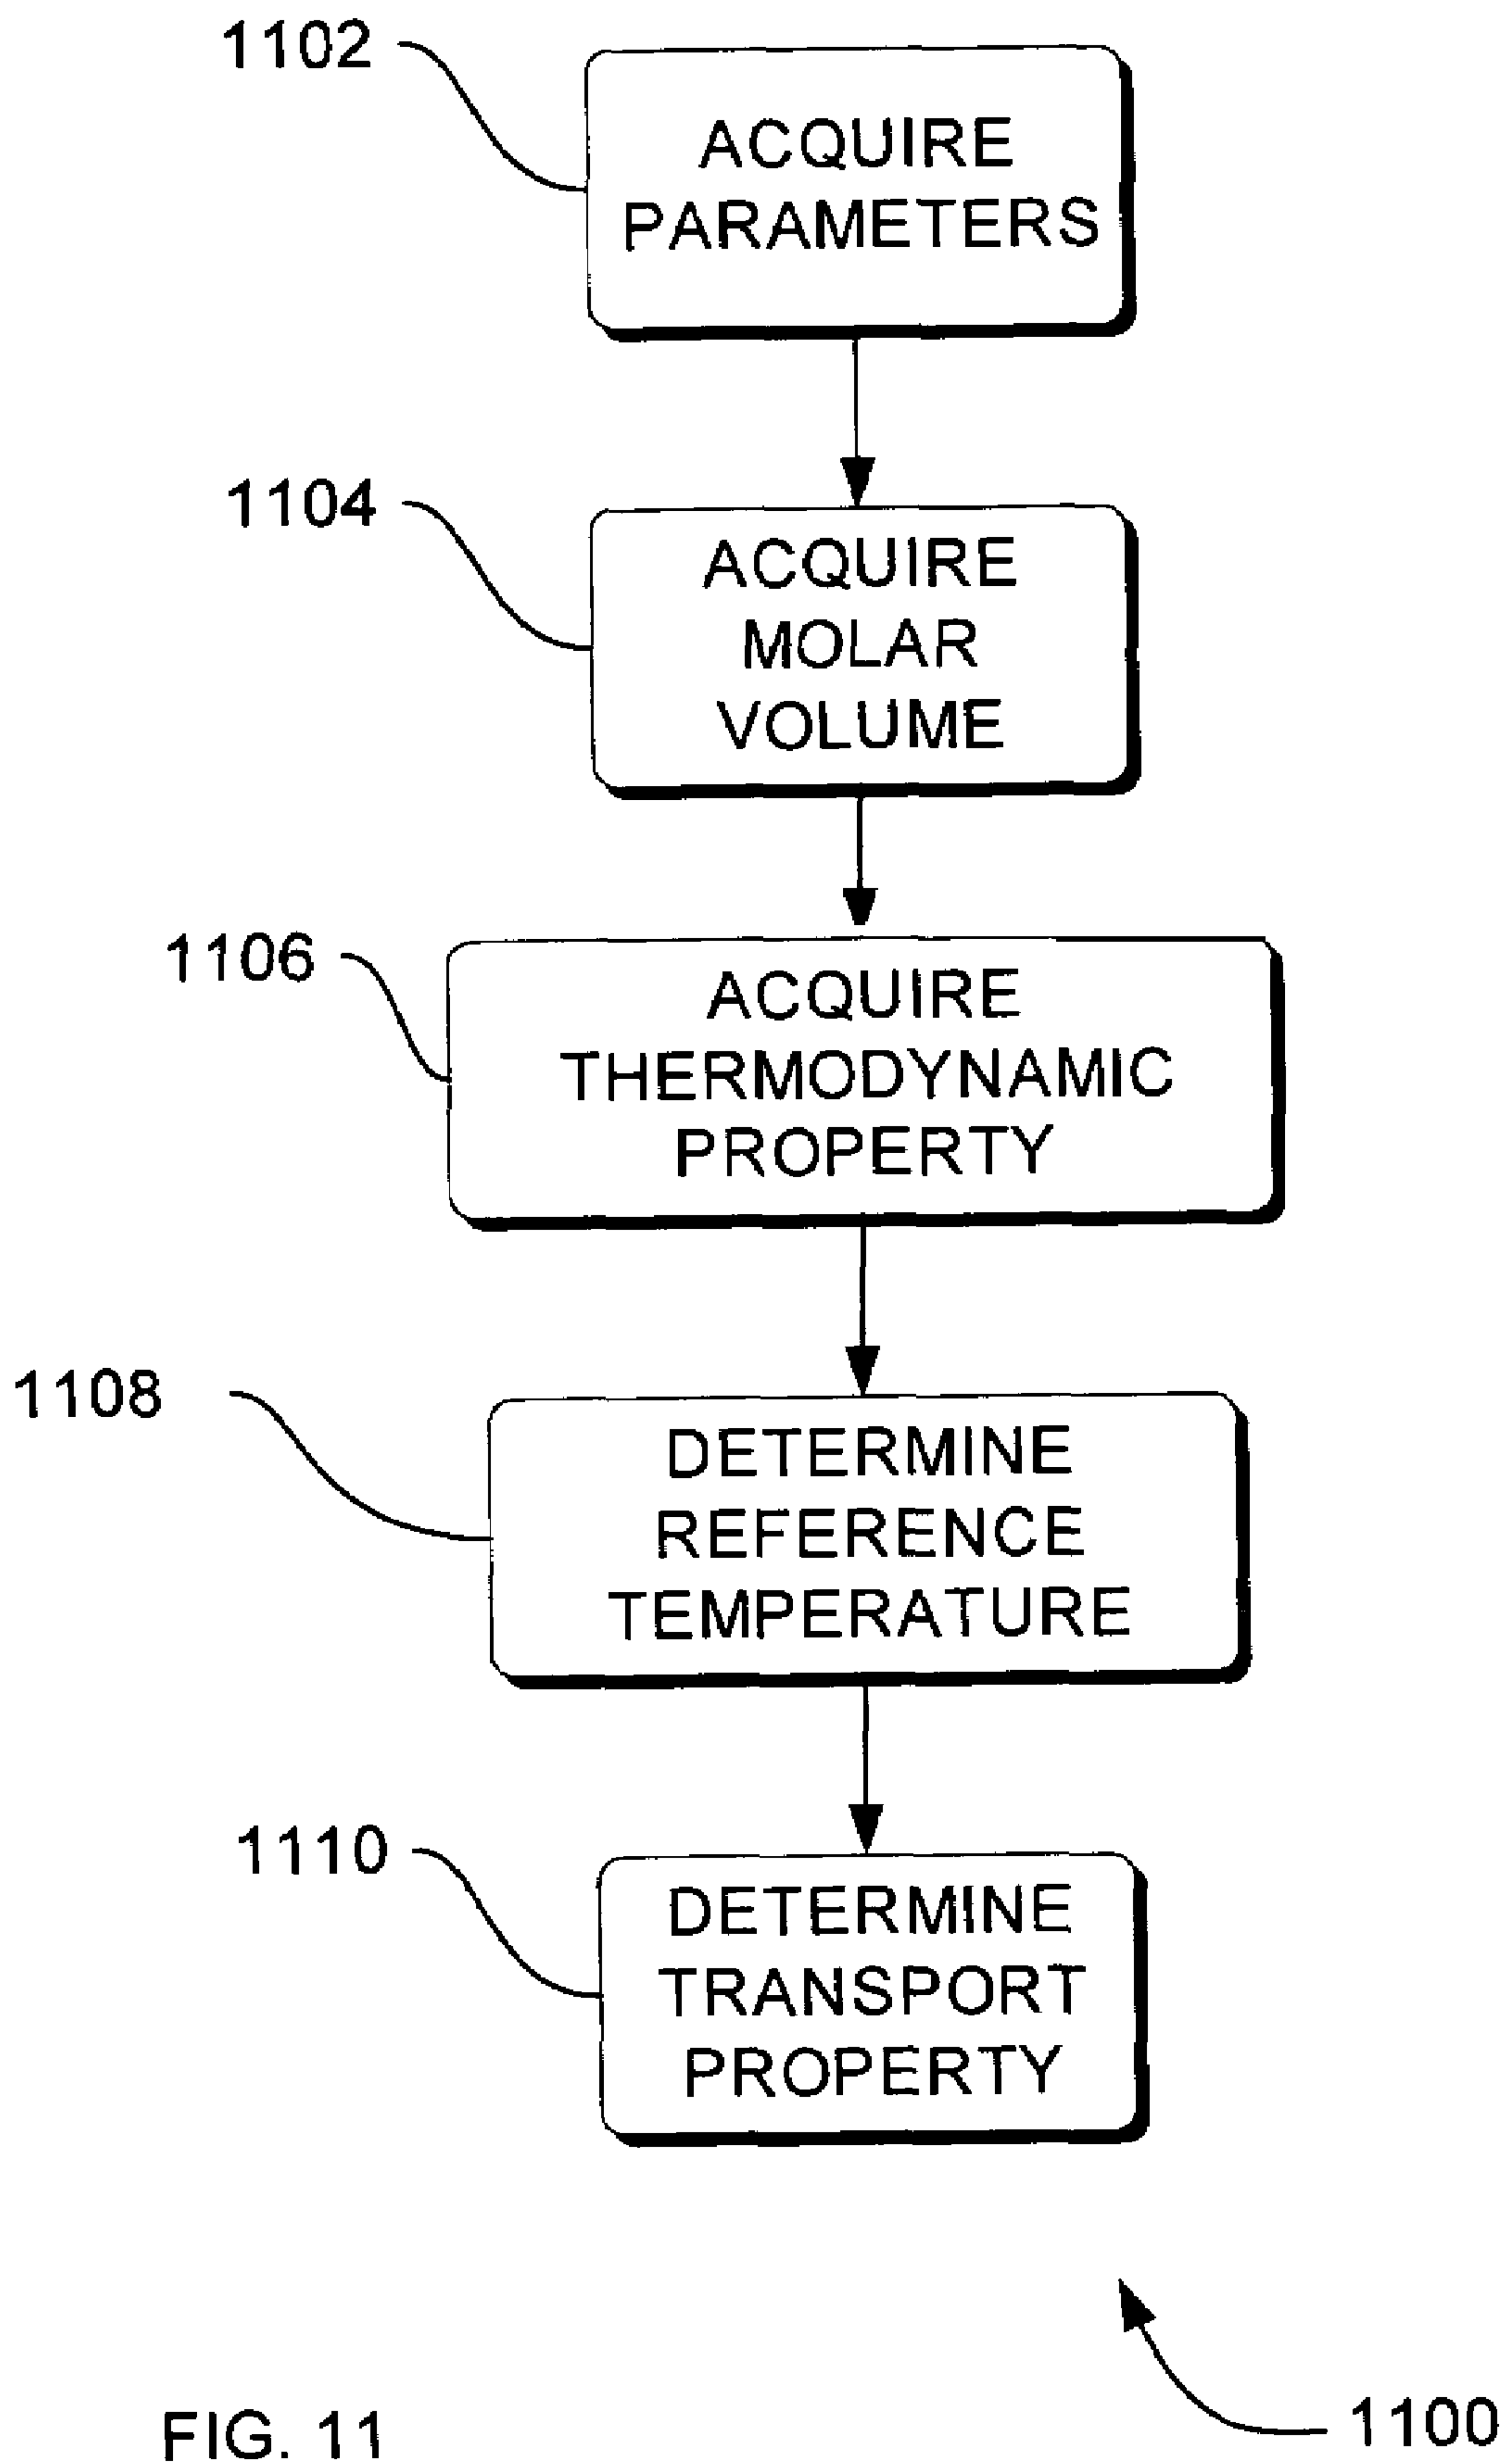 1102
ACQUIRE
PARAMETERS
1104
ACQUIRE
MOLAR
VOLUME
1106
ACQUIRE
THERMODYNAMIC
PROPERTY
1108
DETERMINE
REFERENCE
TEMPERATURE
1110
DETERMINE
TRANSPORT
PROPERTY
1100
FIG. 11